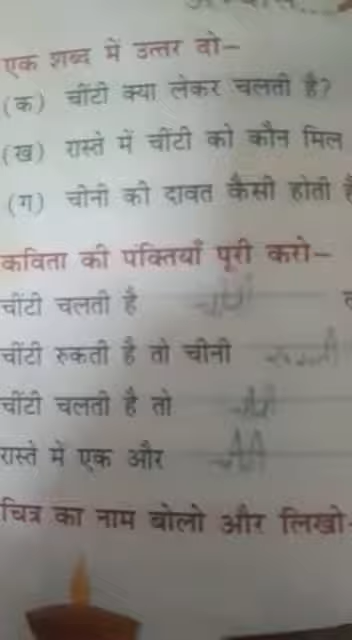 एक शब्द में उत्तर दो—
(क) चींटी क्या लेकर चलती है?
(ख) रास्ते में चींटी को कौन मिल
(ग) चीनी की दावत कैसी होती है
कविता की पंक्तियाँ पूरी करो—
चींटी चलती है
चींटी रुकती है तो चीनी
चींटी चलती है तो
रास्ते में एक और
चित्र का नाम बोलो और लिखो-